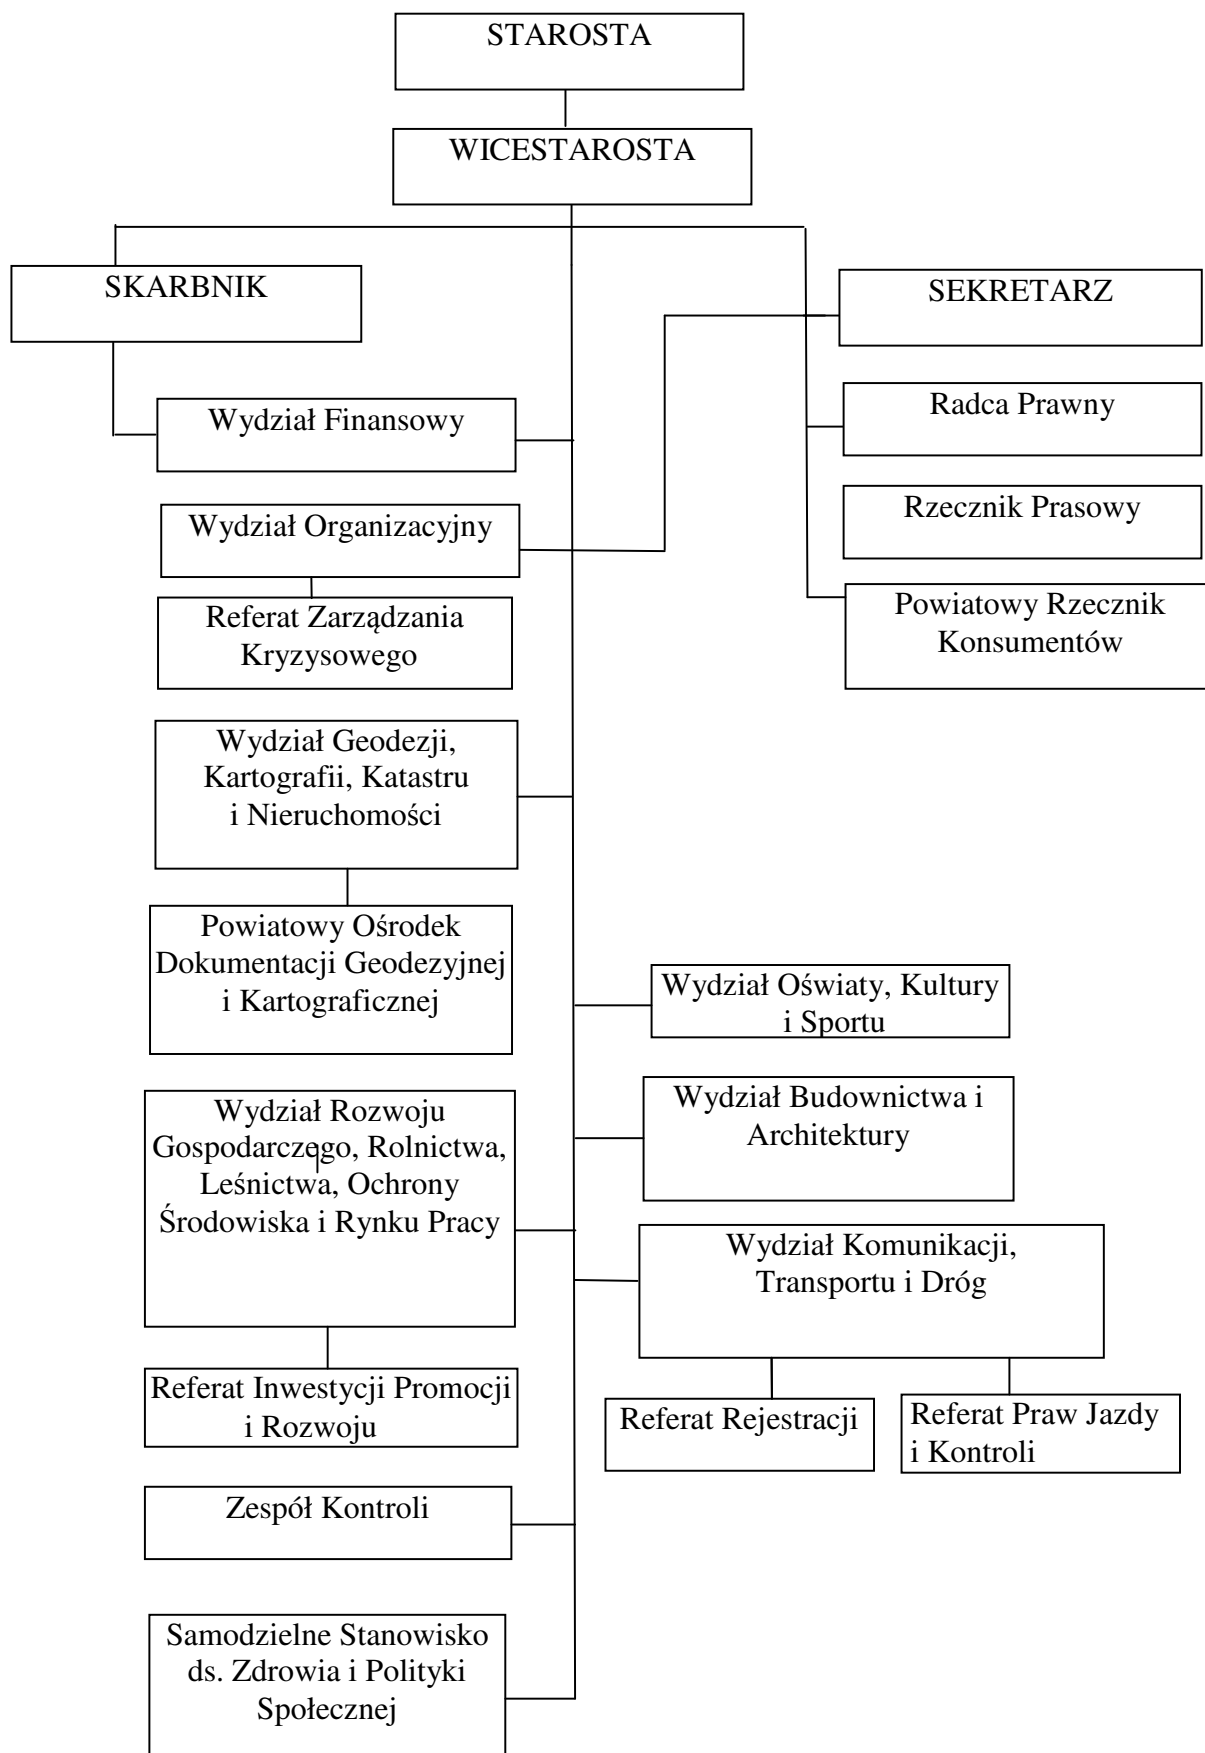 STAROSTA
WICESTAROSTA
SKARBNIK
SEKRETARZ
Wydział Finansowy
Radca Prawny
Wydział Organizacyjny
Rzecznik Prasowy
Referat Zarządzania
Kryzysowego
Powiatowy Rzecznik
Konsumentów
Wydział Geodezji,
Kartografii, Katastru
i Nieruchomości
Powiatowy Ośrodek
Dokumentacji Geodezyjnej
i Kartograficznej
Wydział Oświaty, Kultury
i Sportu
Wydział Rozwoju
Gospodarczego, Rolnictwa,
Leśnictwa, Ochrony
Środowiska i Rynku Pracy
Wydział Budownictwa i
Architektury
Wydział Komunikacji,
Transportu i Dróg
Referat Inwestycji Promocji
i Rozwoju
Referat Rejestracji
Referat Praw Jazdy
i Kontroli
Zespół Kontroli
Samodzielne Stanowisko
ds. Zdrowia i Polityki
Społecznej